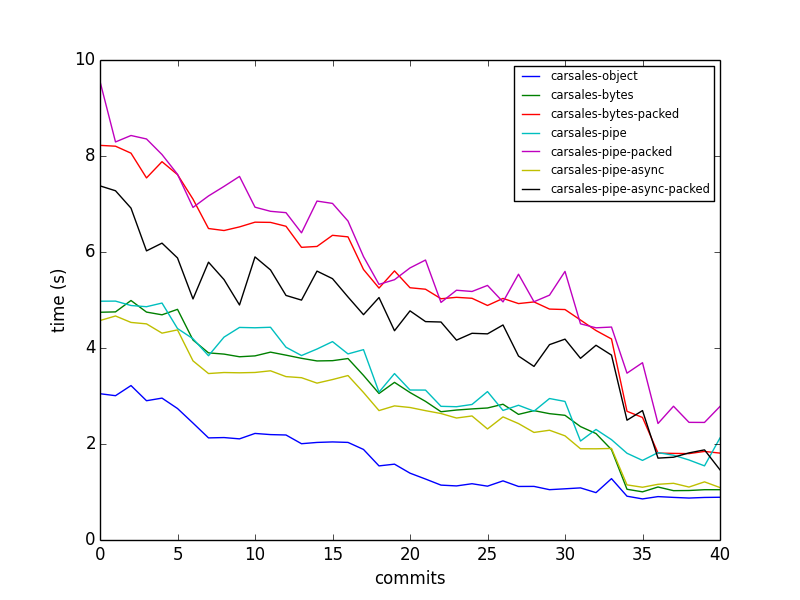 10
8
6
4
2
0
time (s)
0 5 10 15 20 25 30 35 40
commits
carsales-object
carsales-bytes
carsales-bytes-packed
carsales-pipe
carsales-pipe-packed
carsales-pipe-async
carsales-pipe-async-packed